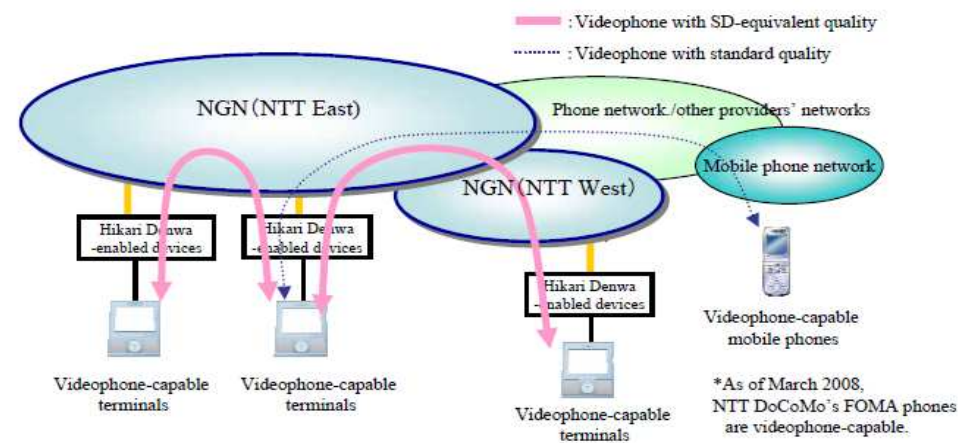 : Videophone with SD-equivalent quality
: Videophone with standard quality
NGN(NTT East)
Phone network./other providers' networks
Mobile phone network
NGN(NTT West)
Hikari Denwa
-enabled devices
Hikari Denwa
-enabled devices
Hikari Denwa
-enabled devices
Videophone-capable
mobile phones
Videophone-capable
terminals
Videophone-capable
terminals
Videophone-capable
terminals
*As of March 2008,
NTT DoCoMo's FOMA phones
are videophone-capable.